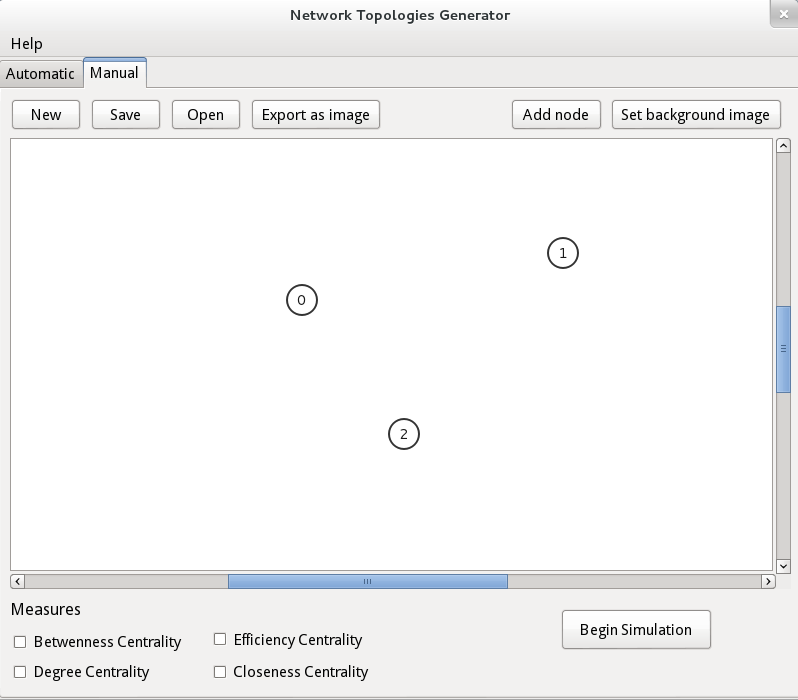 Network Topologies Generator
Help
Automatic Manual
New Save Open Export as image Add node Set background image
1
0
2
Measures
Betwenness Centrality Efficiency Centrality Begin Simulation
Degree Centrality Closeness Centrality